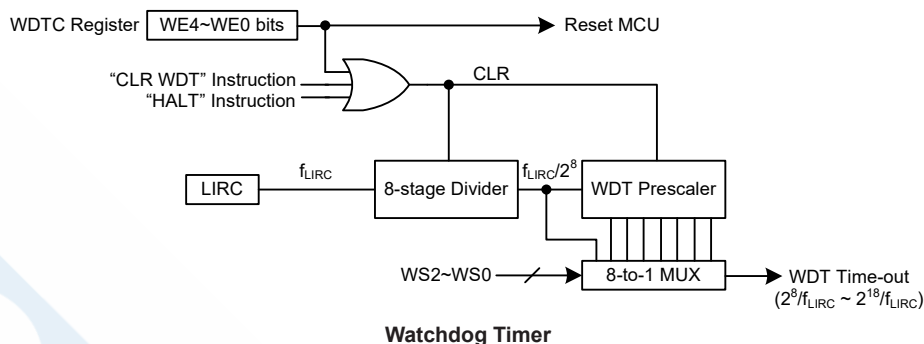 WDTC Register WE4~WE0 bits Reset MCU
CLR
“CLR WDT” Instruction
“HALT” Instruction
LIRC fLIRC 8-stage Divider fLIRC/2⁸ WDT Prescaler
WS2~WS0 8-to-1 MUX WDT Time-out
(2⁸/fLIRC ~ 2¹⁸/fLIRC)
Watchdog Timer